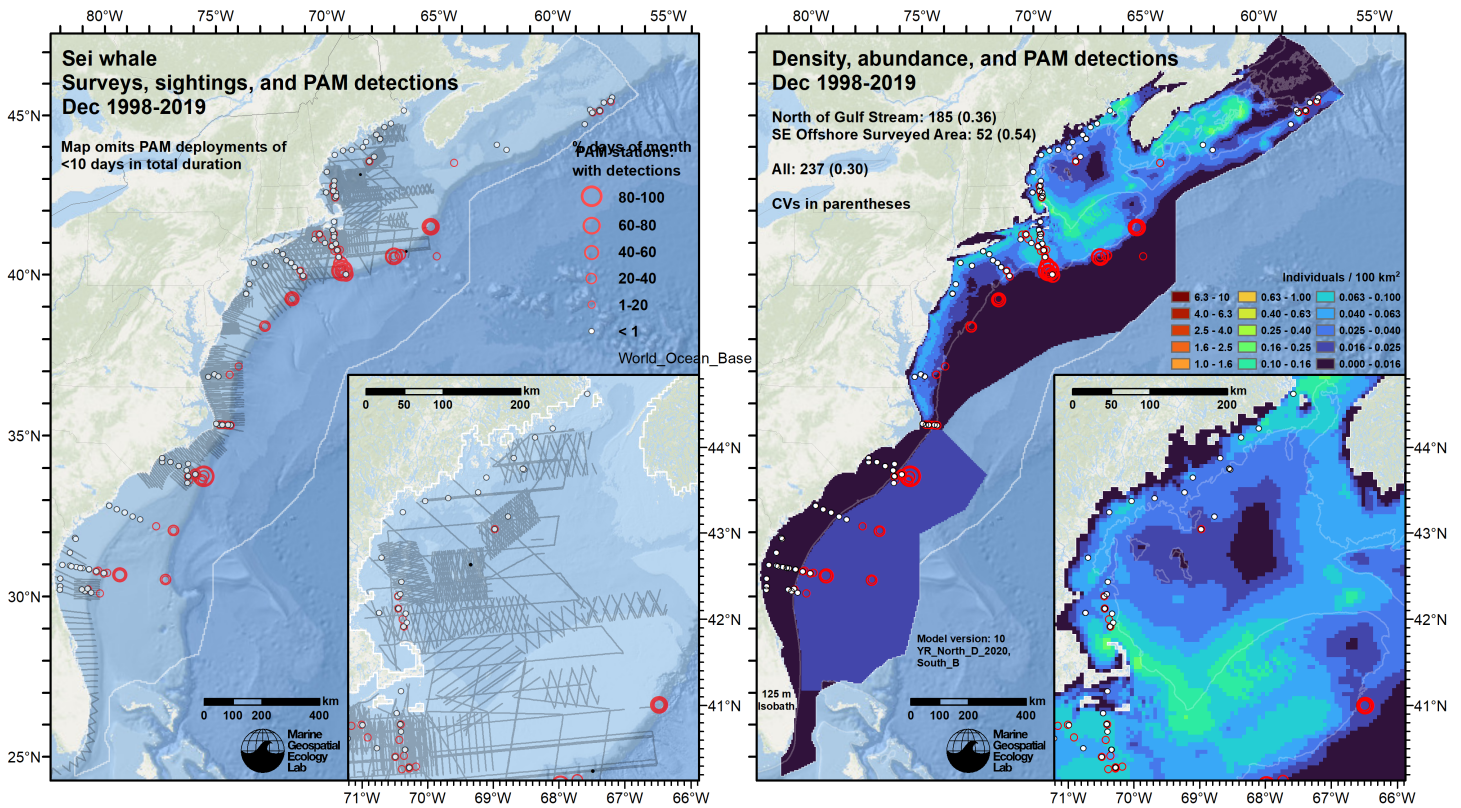 80°W 75°W 70°W 65°W 60°W 55°W
Sei whale
Surveys, sightings, and PAM detections
Dec 1998-2019
Map omits PAM deployments of
<10 days in total duration
% days of month
PAM stations:
with detections
80-100
60-80
40-60
20-40
1-20
< 1
World_Ocean_Base
45°N
40°N
35°N
30°N
25°N
km
0 50 100 200
km
0 100 200 400
Marine
Geospatial
Ecology
Lab
44°N
43°N
42°N
41°N
71°W 70°W 69°W 68°W 67°W 66°W
80°W 75°W 70°W 65°W 60°W 55°W
Density, abundance, and PAM detections
Dec 1998-2019
North of Gulf Stream: 185 (0.36)
SE Offshore Surveyed Area: 52 (0.54)
All: 237 (0.30)
CVs in parentheses
Individuals / 100 km2
6.3 - 10 0.63 - 1.00 0.063 - 0.100
4.0 - 6.3 0.40 - 0.63 0.040 - 0.063
2.5 - 4.0 0.25 - 0.40 0.025 - 0.040
1.6 - 2.5 0.16 - 0.25 0.016 - 0.025
1.0 - 1.6 0.10 - 0.16 0.000 - 0.016
km
0 50 100 200
Model version: 10
YR_North_D_2020,
South_B
125 m
Isobath
km
0 100 200 400
Marine
Geospatial
Ecology
Lab
44°N
43°N
42°N
41°N
71°W 70°W 69°W 68°W 67°W 66°W